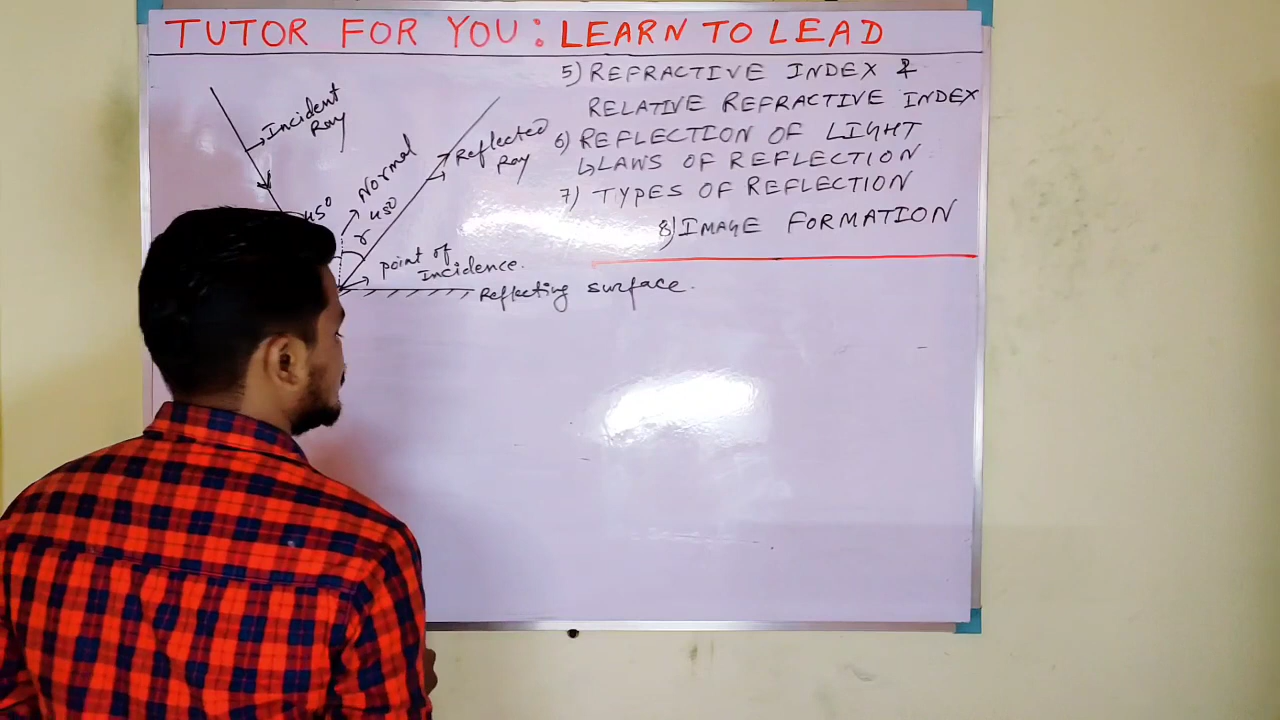 TUTOR FOR YOU : LEARN TO LEAD
5) REFRACTIVE INDEX &
RELATIVE REFRACTIVE INDEX
6) REFLECTION OF LIGHT
↳ LAWS OF REFLECTION
7) TYPES OF REFLECTION
8) IMAGE FORMATION
Incident
Ray
Normal
Reflected
Ray
45°
45°
r
point of
Incidence.
Reflecting surface.